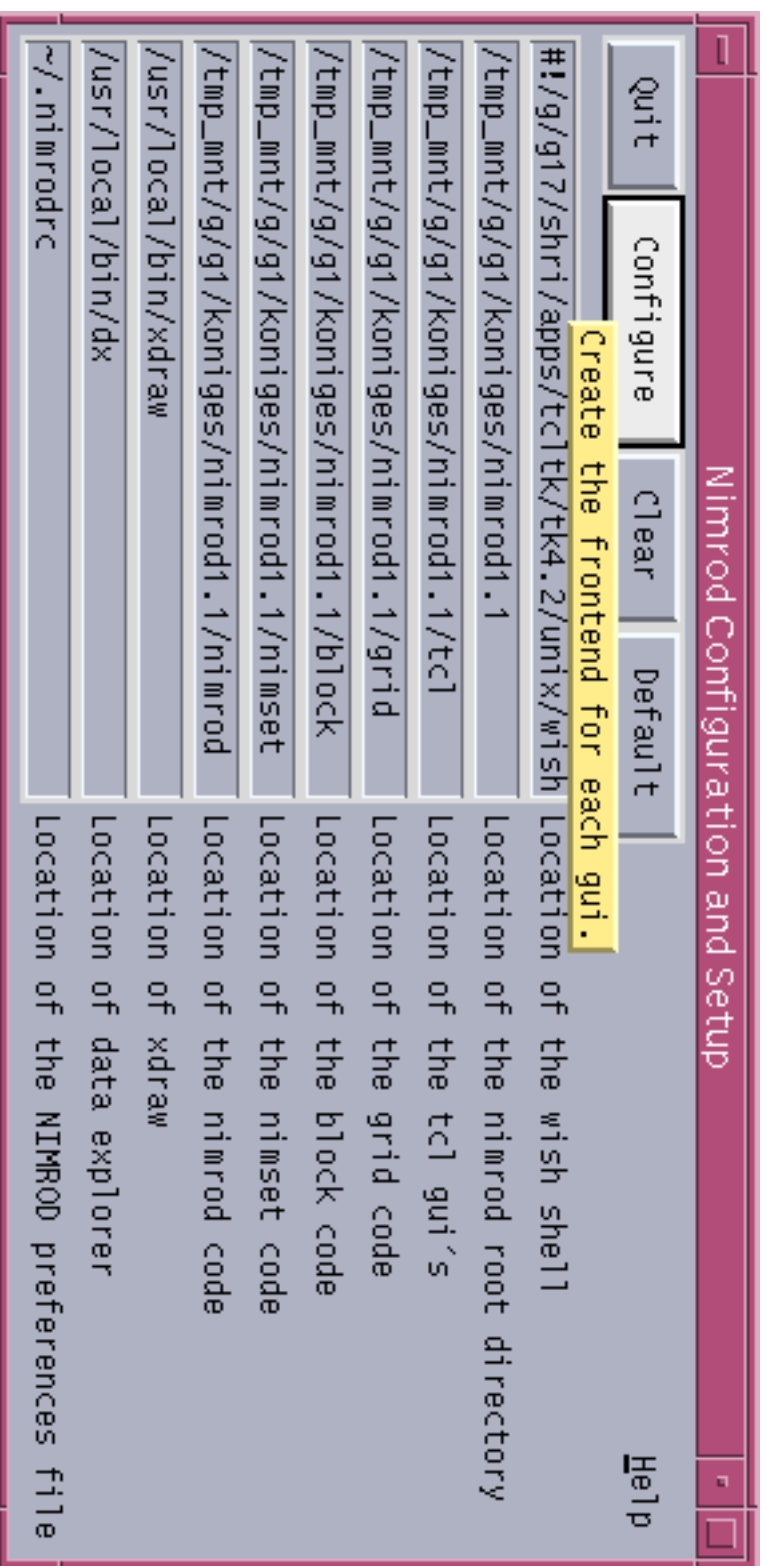 Nimrod Configuration and Setup
Quit Configure Clear Default Help
Create the frontend for each gui.
#!/g/g17/shri/apps/tcltk/tk4.2/unix/wish Location of the wish shell
/tmp_mnt/g/g1/koniges/nimrod1.1 Location of the nimrod root directory
/tmp_mnt/g/g1/koniges/nimrod1.1/tcl Location of the tcl gui's
/tmp_mnt/g/g1/koniges/nimrod1.1/grid Location of the grid code
/tmp_mnt/g/g1/koniges/nimrod1.1/block Location of the block code
/tmp_mnt/g/g1/koniges/nimrod1.1/nimset Location of the nimset code
/tmp_mnt/g/g1/koniges/nimrod1.1/nimrod Location of the nimrod code
/usr/local/bin/xdraw Location of xdraw
/usr/local/bin/dx Location of data explorer
~/.nimrodrc Location of the NIMROD preferences file